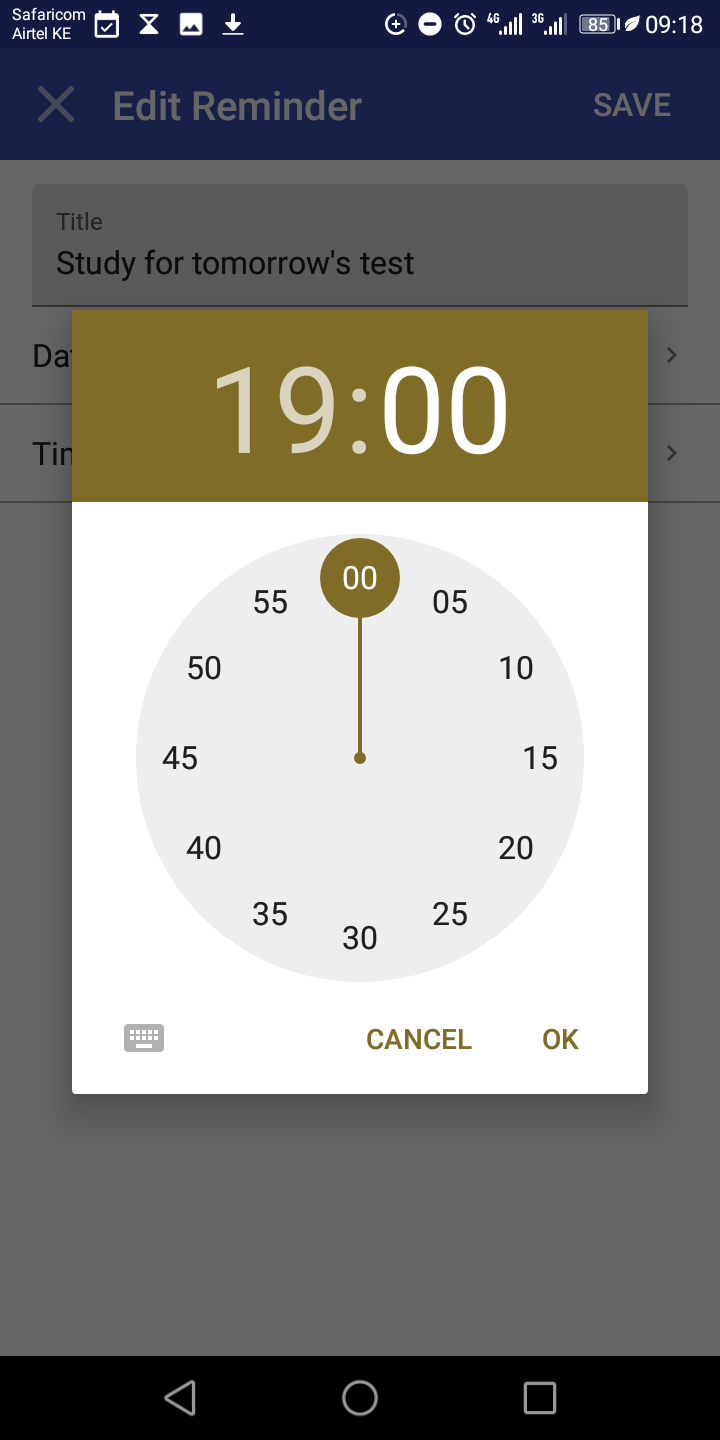 Safaricom
Airtel KE
4G 3G 85 09:18
Edit Reminder SAVE
Title
Study for tomorrow's test
Da
Tim
19:00
00
55 05
50 10
45 15
40 20
35 25
30
CANCEL OK